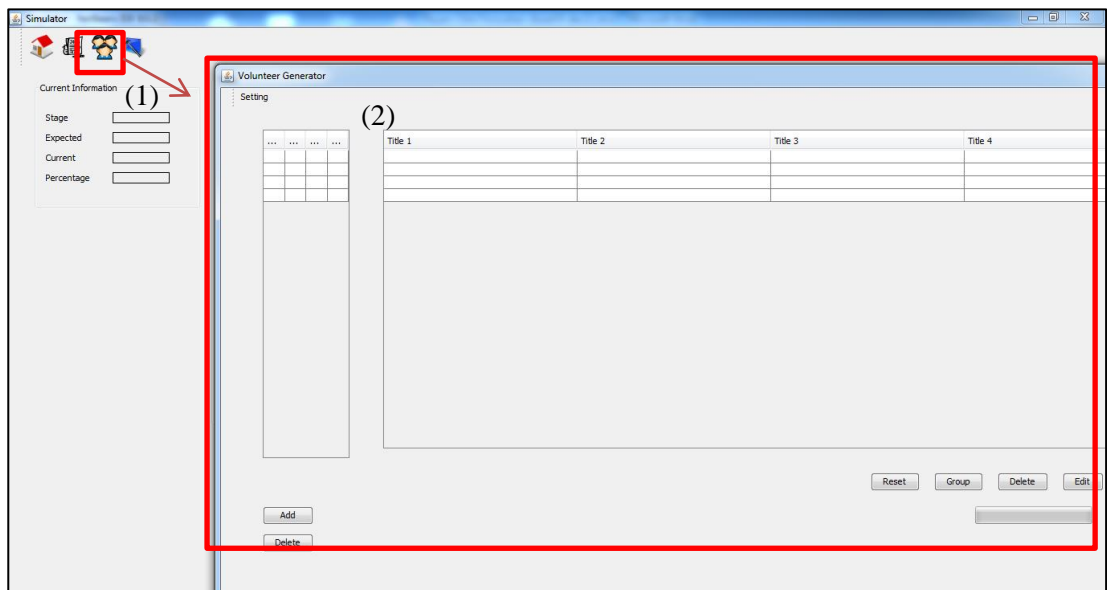 Simulator
Current Information
(1)
Stage
Expected
Current
Percentage
Volunteer Generator
Setting
(2)
... ... ... ...
Title 1 Title 2 Title 3 Title 4
Reset Group Delete Edit
Add
Delete